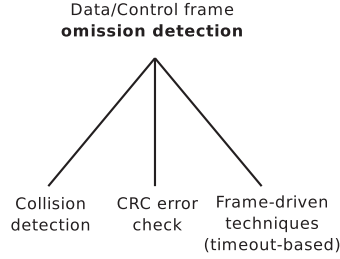 Data/Control frame
omission detection
Collision
detection
CRC error
check
Frame-driven
techniques
(timeout-based)